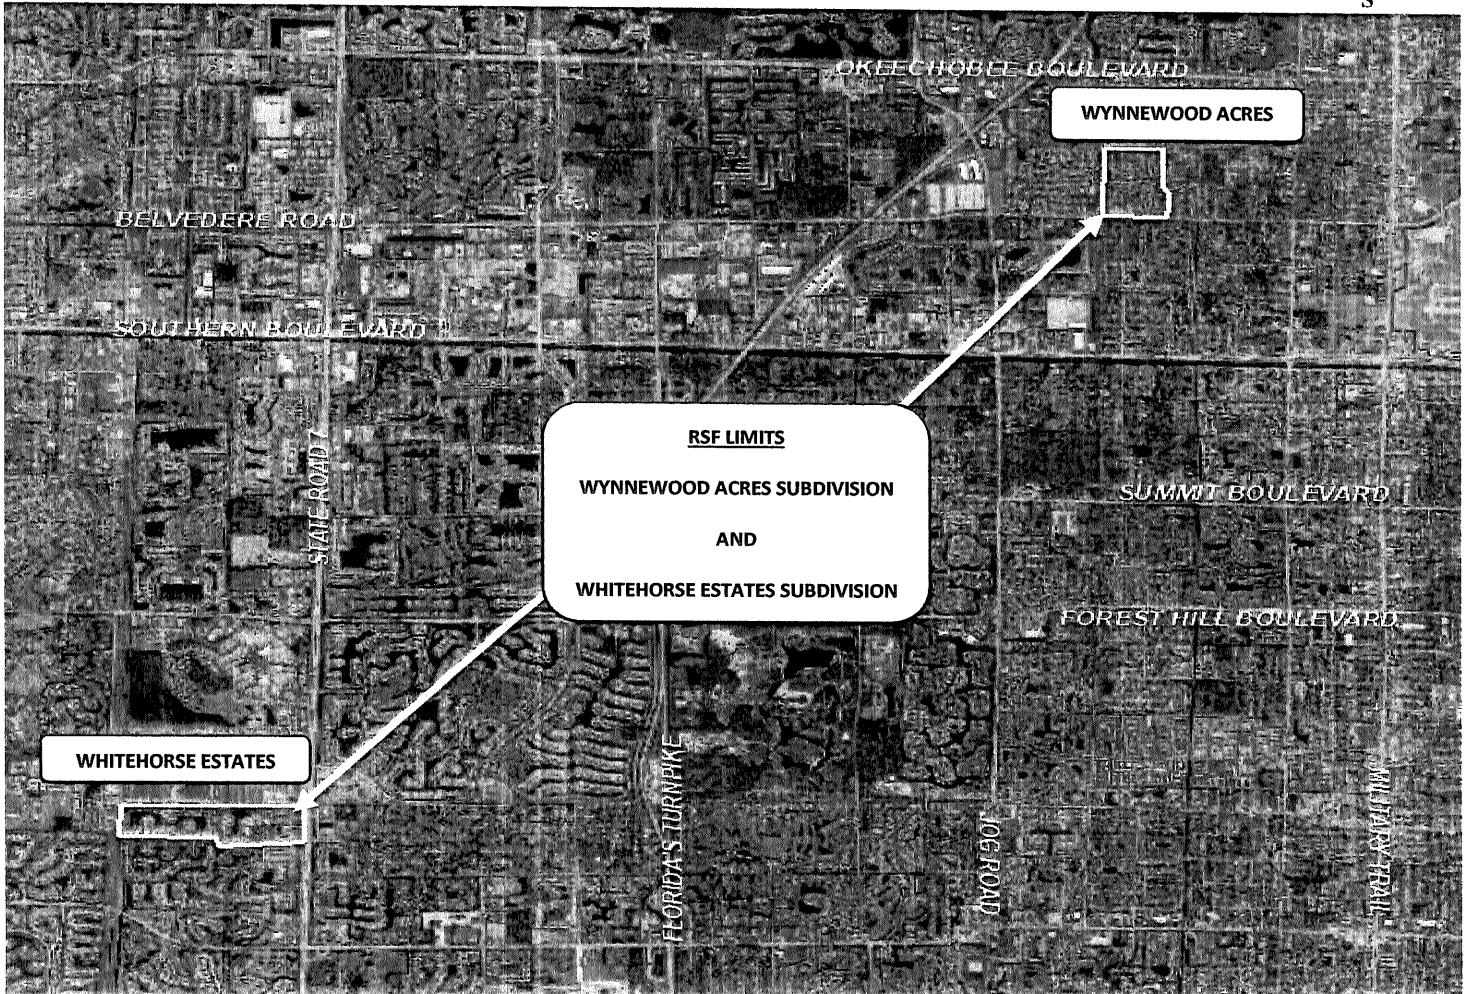 S
OKEECHOBEE BOULEVARD
WYNNEWOOD ACRES
BELVEDERE ROAD
SOUTHERN BOULEVARD
RSF LIMITS
WYNNEWOOD ACRES SUBDIVISION
AND
WHITEHORSE ESTATES SUBDIVISION
STATE ROAD 7
SUMMIT BOULEVARD
FOREST HILL BOULEVARD
WHITEHORSE ESTATES
FLORIDA'S TURNPIKE
JOG ROAD
MILITARY TRAIL